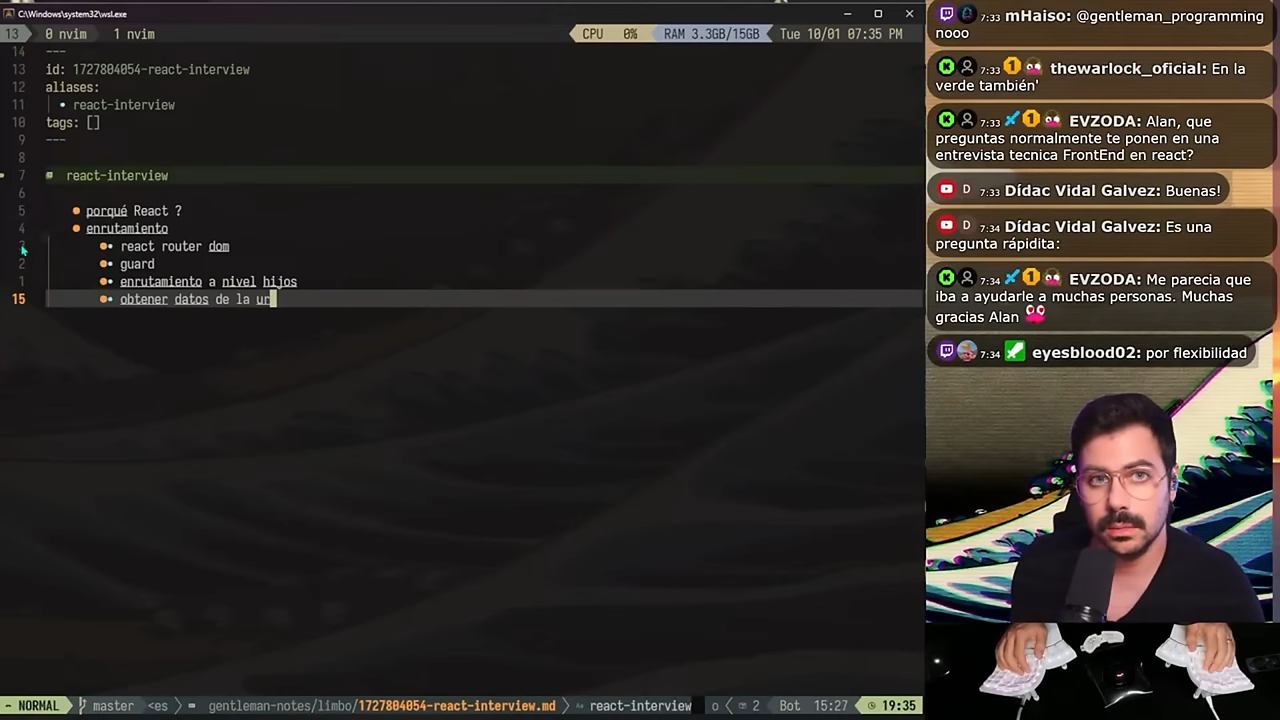 C:\Windows\system32\wsl.exe
13 0 nvim 1 nvim CPU 0% RAM 3.3GB/15GB Tue 10/01 07:35 PM
14 ---
13 id: 1727804054-react-interview
12 aliases:
11 • react-interview
10 tags: []
9 ---
8
7 react-interview
6
5 porqué React ?
4 enrutamiento
3 react router dom
2 guard
1 enrutamiento a nivel hijos
15 obtener datos de la ur
- NORMAL master <es gentleman-notes/limbo/1727804054-react-interview.md react-interview 2 Bot 15:27 19:35
7:33 mHaiso: @gentleman_programming
nooo
7:33 thewarlock_oficial: En la
verde también'
7:33 EVZODA: Alan, que
preguntas normalmente te ponen en una
entrevista tecnica FrontEnd en react?
D 7:33 Dídac Vidal Galvez: Buenas!
D 7:34 Dídac Vidal Galvez: Es una
pregunta rápidita:
7:34 EVZODA: Me parecia que
iba a ayudarle a muchas personas. Muchas
gracias Alan
7:34 eyesblood02: por flexibilidad